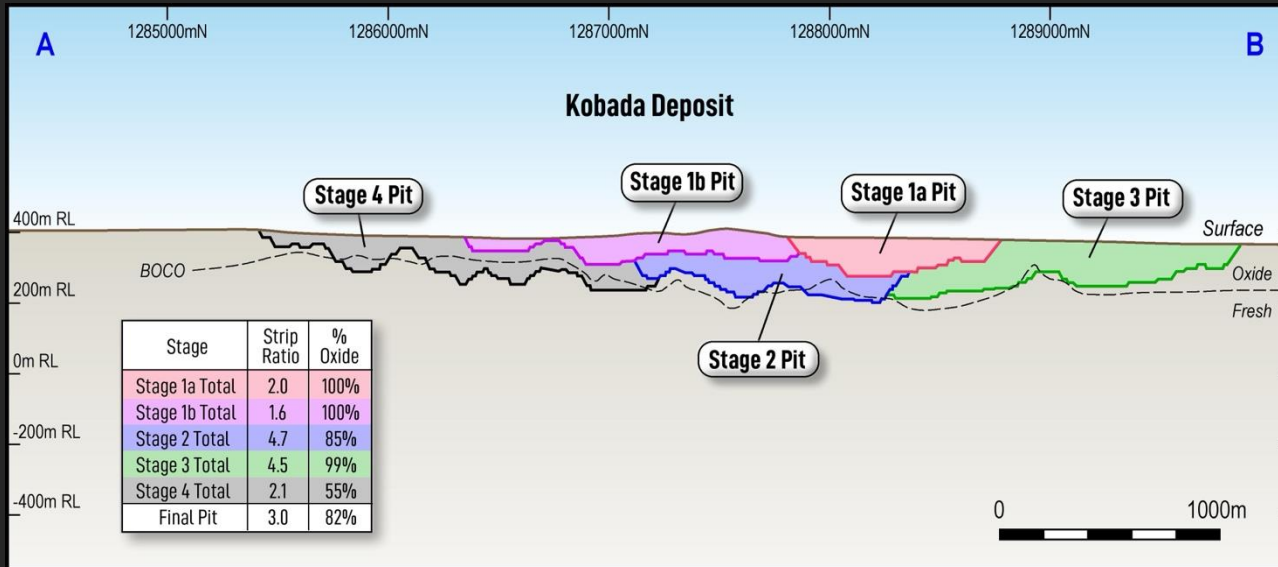 1285000mN
1286000mN
1287000mN
1288000mN
1289000mN
A
B
Kobada Deposit
Stage 4 Pit
Stage 1b Pit
Stage 1a Pit
Stage 3 Pit
400m RL
Surface
BOCO
Oxide
200m RL
Fresh
Stage 2 Pit
0m RL
-200m RL
-400m RL
Stage Strip Ratio % Oxide
Stage 1a Total 2.0 100%
Stage 1b Total 1.6 100%
Stage 2 Total 4.7 85%
Stage 3 Total 4.5 99%
Stage 4 Total 2.1 55%
Final Pit 3.0 82%
0 1000m